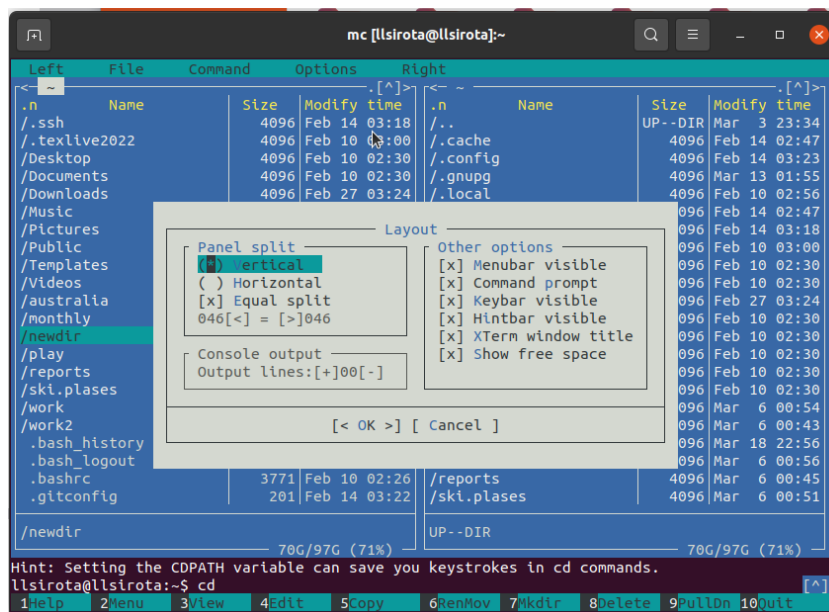 mc [llsirota@llsirota]:~
Left File Command Options Right
<─ ~ ─.[^]>
.n Name Size Modify time
/.ssh 4096 Feb 14 03:18
/.texlive2022 4096 Feb 10 03:00
/Desktop 4096 Feb 10 02:30
/Documents 4096 Feb 10 02:30
/Downloads 4096 Feb 27 03:24
/Music
/Pictures
/Public
/Templates
/Videos
/australia
/monthly
/newdir
/play
/reports
/ski.plases
/work
/work2
.bash_history
.bash_logout
.bashrc 3771 Feb 10 02:26
.gitconfig 201 Feb 14 03:22
/newdir
70G/97G (71%)
<─ ~ ─.[^]>
.n Name Size Modify time
/.. UP--DIR Mar 3 23:34
/.cache 4096 Feb 14 02:47
/.config 4096 Feb 14 03:23
/.gnupg 4096 Mar 13 01:55
/.local 4096 Feb 10 02:56
096 Feb 14 02:47
096 Feb 14 03:18
096 Feb 10 03:00
096 Feb 10 02:30
096 Feb 10 02:30
096 Feb 27 03:24
096 Feb 10 02:30
096 Feb 10 02:30
096 Feb 10 02:30
096 Feb 10 02:30
096 Feb 10 02:30
096 Mar 6 00:54
096 Mar 6 00:43
096 Mar 18 22:56
096 Mar 6 00:56
/reports 4096 Mar 6 00:45
/ski.plases 4096 Mar 6 00:51
UP--DIR
70G/97G (71%)
Layout
Panel split
(*) Vertical
( ) Horizontal
[x] Equal split
046[<] = [>]046
Console output
Output lines:[+]00[-]
Other options
[x] Menubar visible
[x] Command prompt
[x] Keybar visible
[x] Hintbar visible
[x] XTerm window title
[x] Show free space
[< OK >] [ Cancel ]
Hint: Setting the CDPATH variable can save you keystrokes in cd commands.
llsirota@llsirota:~$ cd [^]
1Help 2Menu 3View 4Edit 5Copy 6RenMov 7Mkdir 8Delete 9PullDn 10Quit